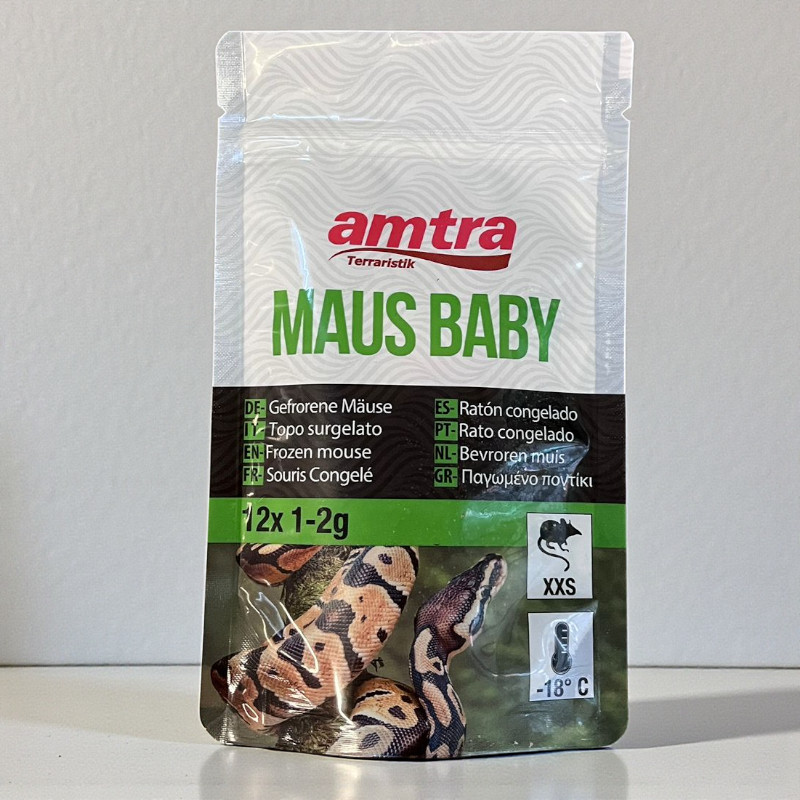 amtra
Terraristik
MAUS BABY
DE- Gefrorene Mäuse
IT- Topo surgelato
EN- Frozen mouse
FR- Souris Congelé
ES- Ratón congelado
PT- Rato congelado
NL- Bevroren muis
GR- Παγωμένο ποντίκι
12x 1-2g
XXS
-18° C